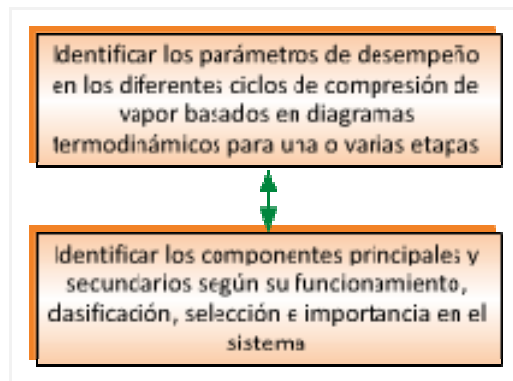 Identificar los parámetros de desempeño
en los diferentes ciclos de compresión de
vapor basados en diagramas
termodinámicos para una o varias etapas
Identificar los componentes principales y
secundarios según su funcionamiento,
clasificación, selección e importancia en el
sistema